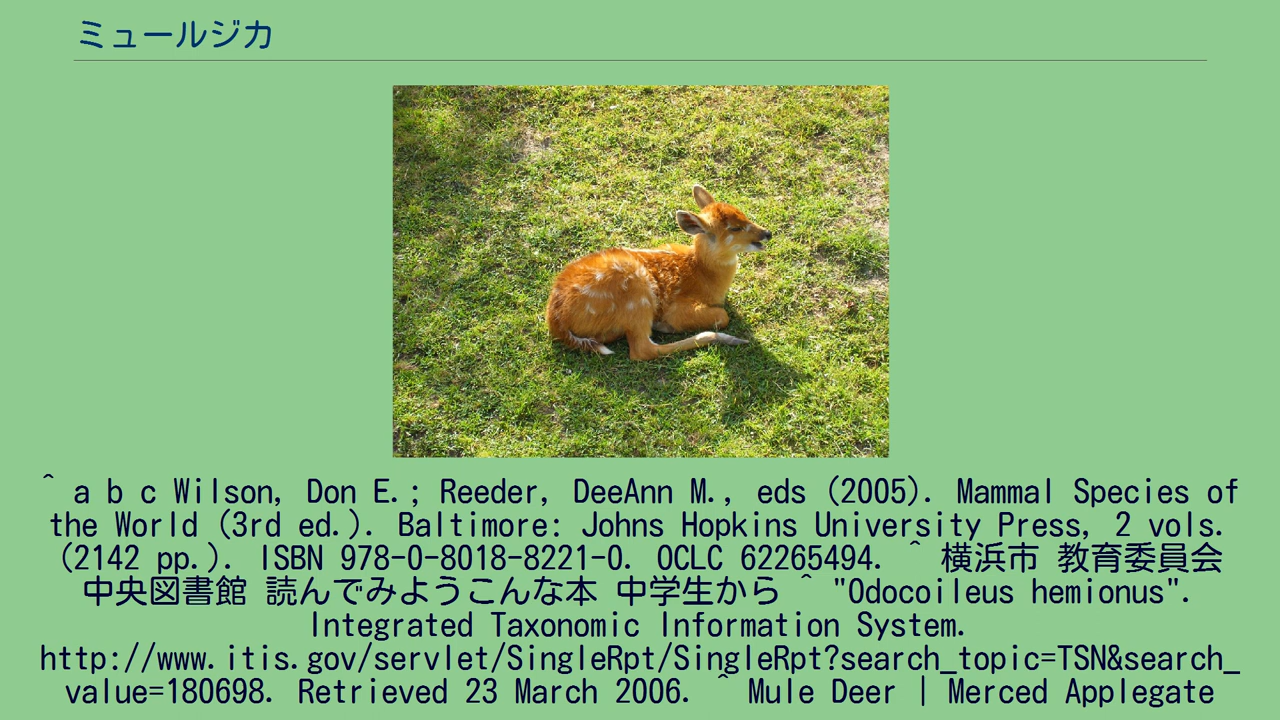 ミュールジカ
^ a b c Wilson, Don E.; Reeder, DeeAnn M., eds (2005). Mammal Species of
the World (3rd ed.). Baltimore: Johns Hopkins University Press, 2 vols.
(2142 pp.). ISBN 978-0-8018-8221-0. OCLC 62265494. ^ 横浜市 教育委員会
中央図書館 読んでみようこんな本 中学生から ^ "Odocoileus hemionus".
Integrated Taxonomic Information System.
http://www.itis.gov/servlet/SingleRpt/SingleRpt?search_topic=TSN&search_
value=180698. Retrieved 23 March 2006. ^ Mule Deer | Merced Applegate